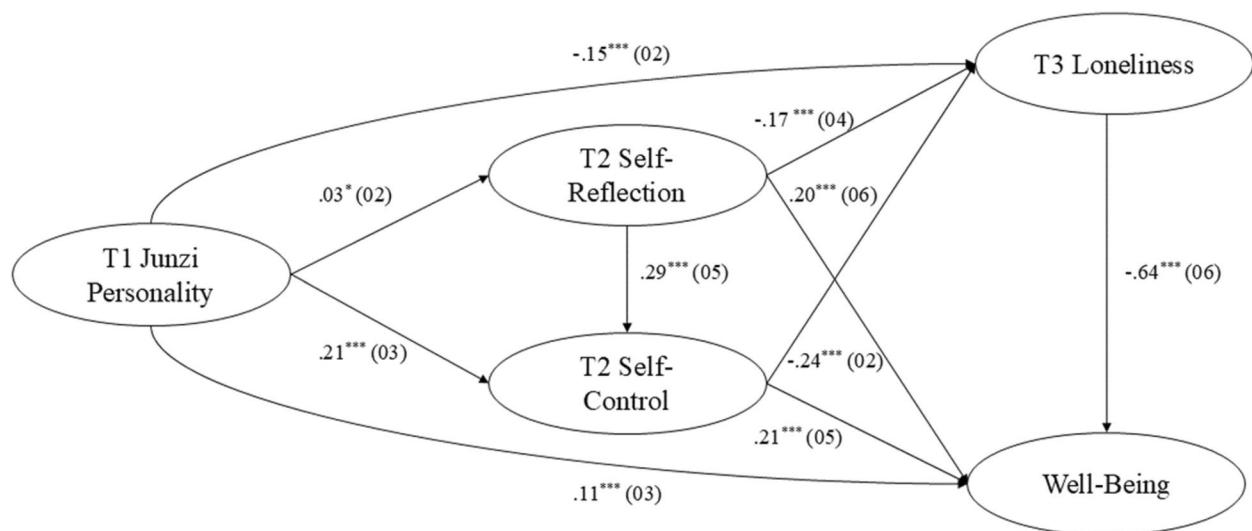 -.15*** (02)
T3 Loneliness
-.17 *** (04)
T2 Self-
Reflection
.03* (02)
.20*** (06)
T1 Junzi
Personality
.29*** (05)
-.64*** (06)
.21*** (03)
T2 Self-
Control
-.24*** (02)
.21*** (05)
.11*** (03)
Well-Being